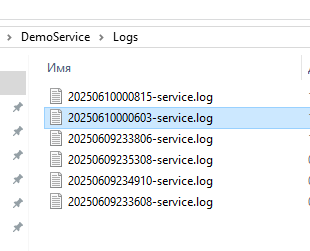 DemoService > Logs
Имя
20250610000815-service.log
20250610000603-service.log
20250609233806-service.log
20250609235308-service.log
20250609234910-service.log
20250609233608-service.log